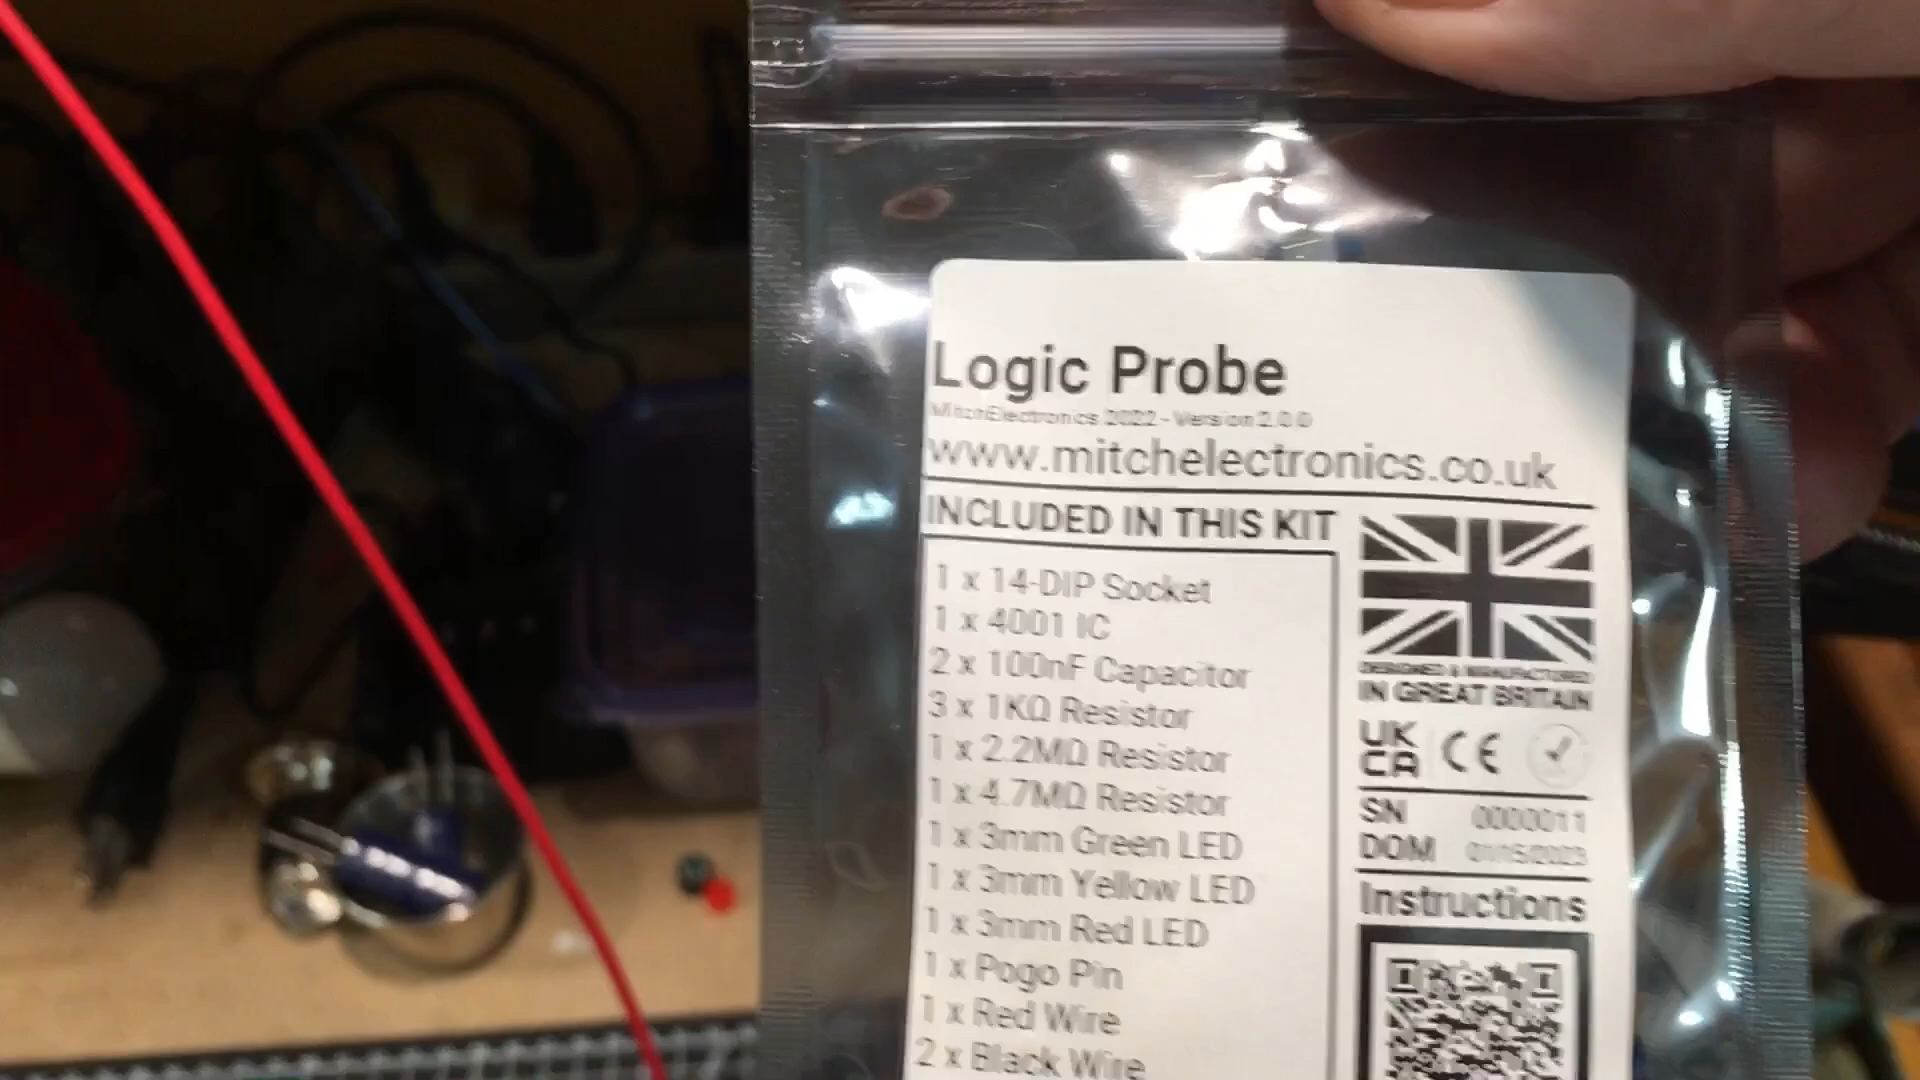 Logic Probe
MitchElectronics 2022 - Version 2.0.0
www.mitchelectronics.co.uk
INCLUDED IN THIS KIT
1 x 14-DIP Socket
1 x 4001 IC
2 x 100nF Capacitor
3 x 1KΩ Resistor
1 x 2.2MΩ Resistor
1 x 4.7MΩ Resistor
1 x 3mm Green LED
1 x 3mm Yellow LED
1 x 3mm Red LED
1 x Pogo Pin
1 x Red Wire
2 x Black Wire
DESIGNED & MANUFACTURED
IN GREAT BRITAIN
UK
CA CE
SN 0000011
DOM 01/15/2023
Instructions